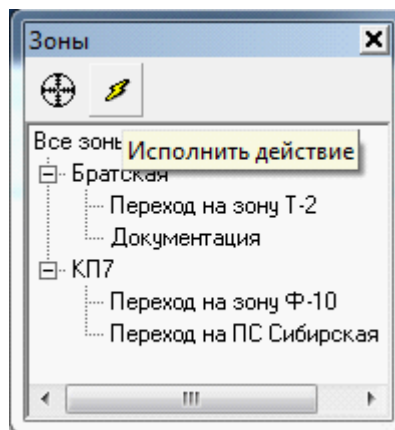 Зоны
Исполнить действие
Все зоны
Братская
Переход на зону Т-2
Документация
КП7
Переход на зону Ф-10
Переход на ПС Сибирская